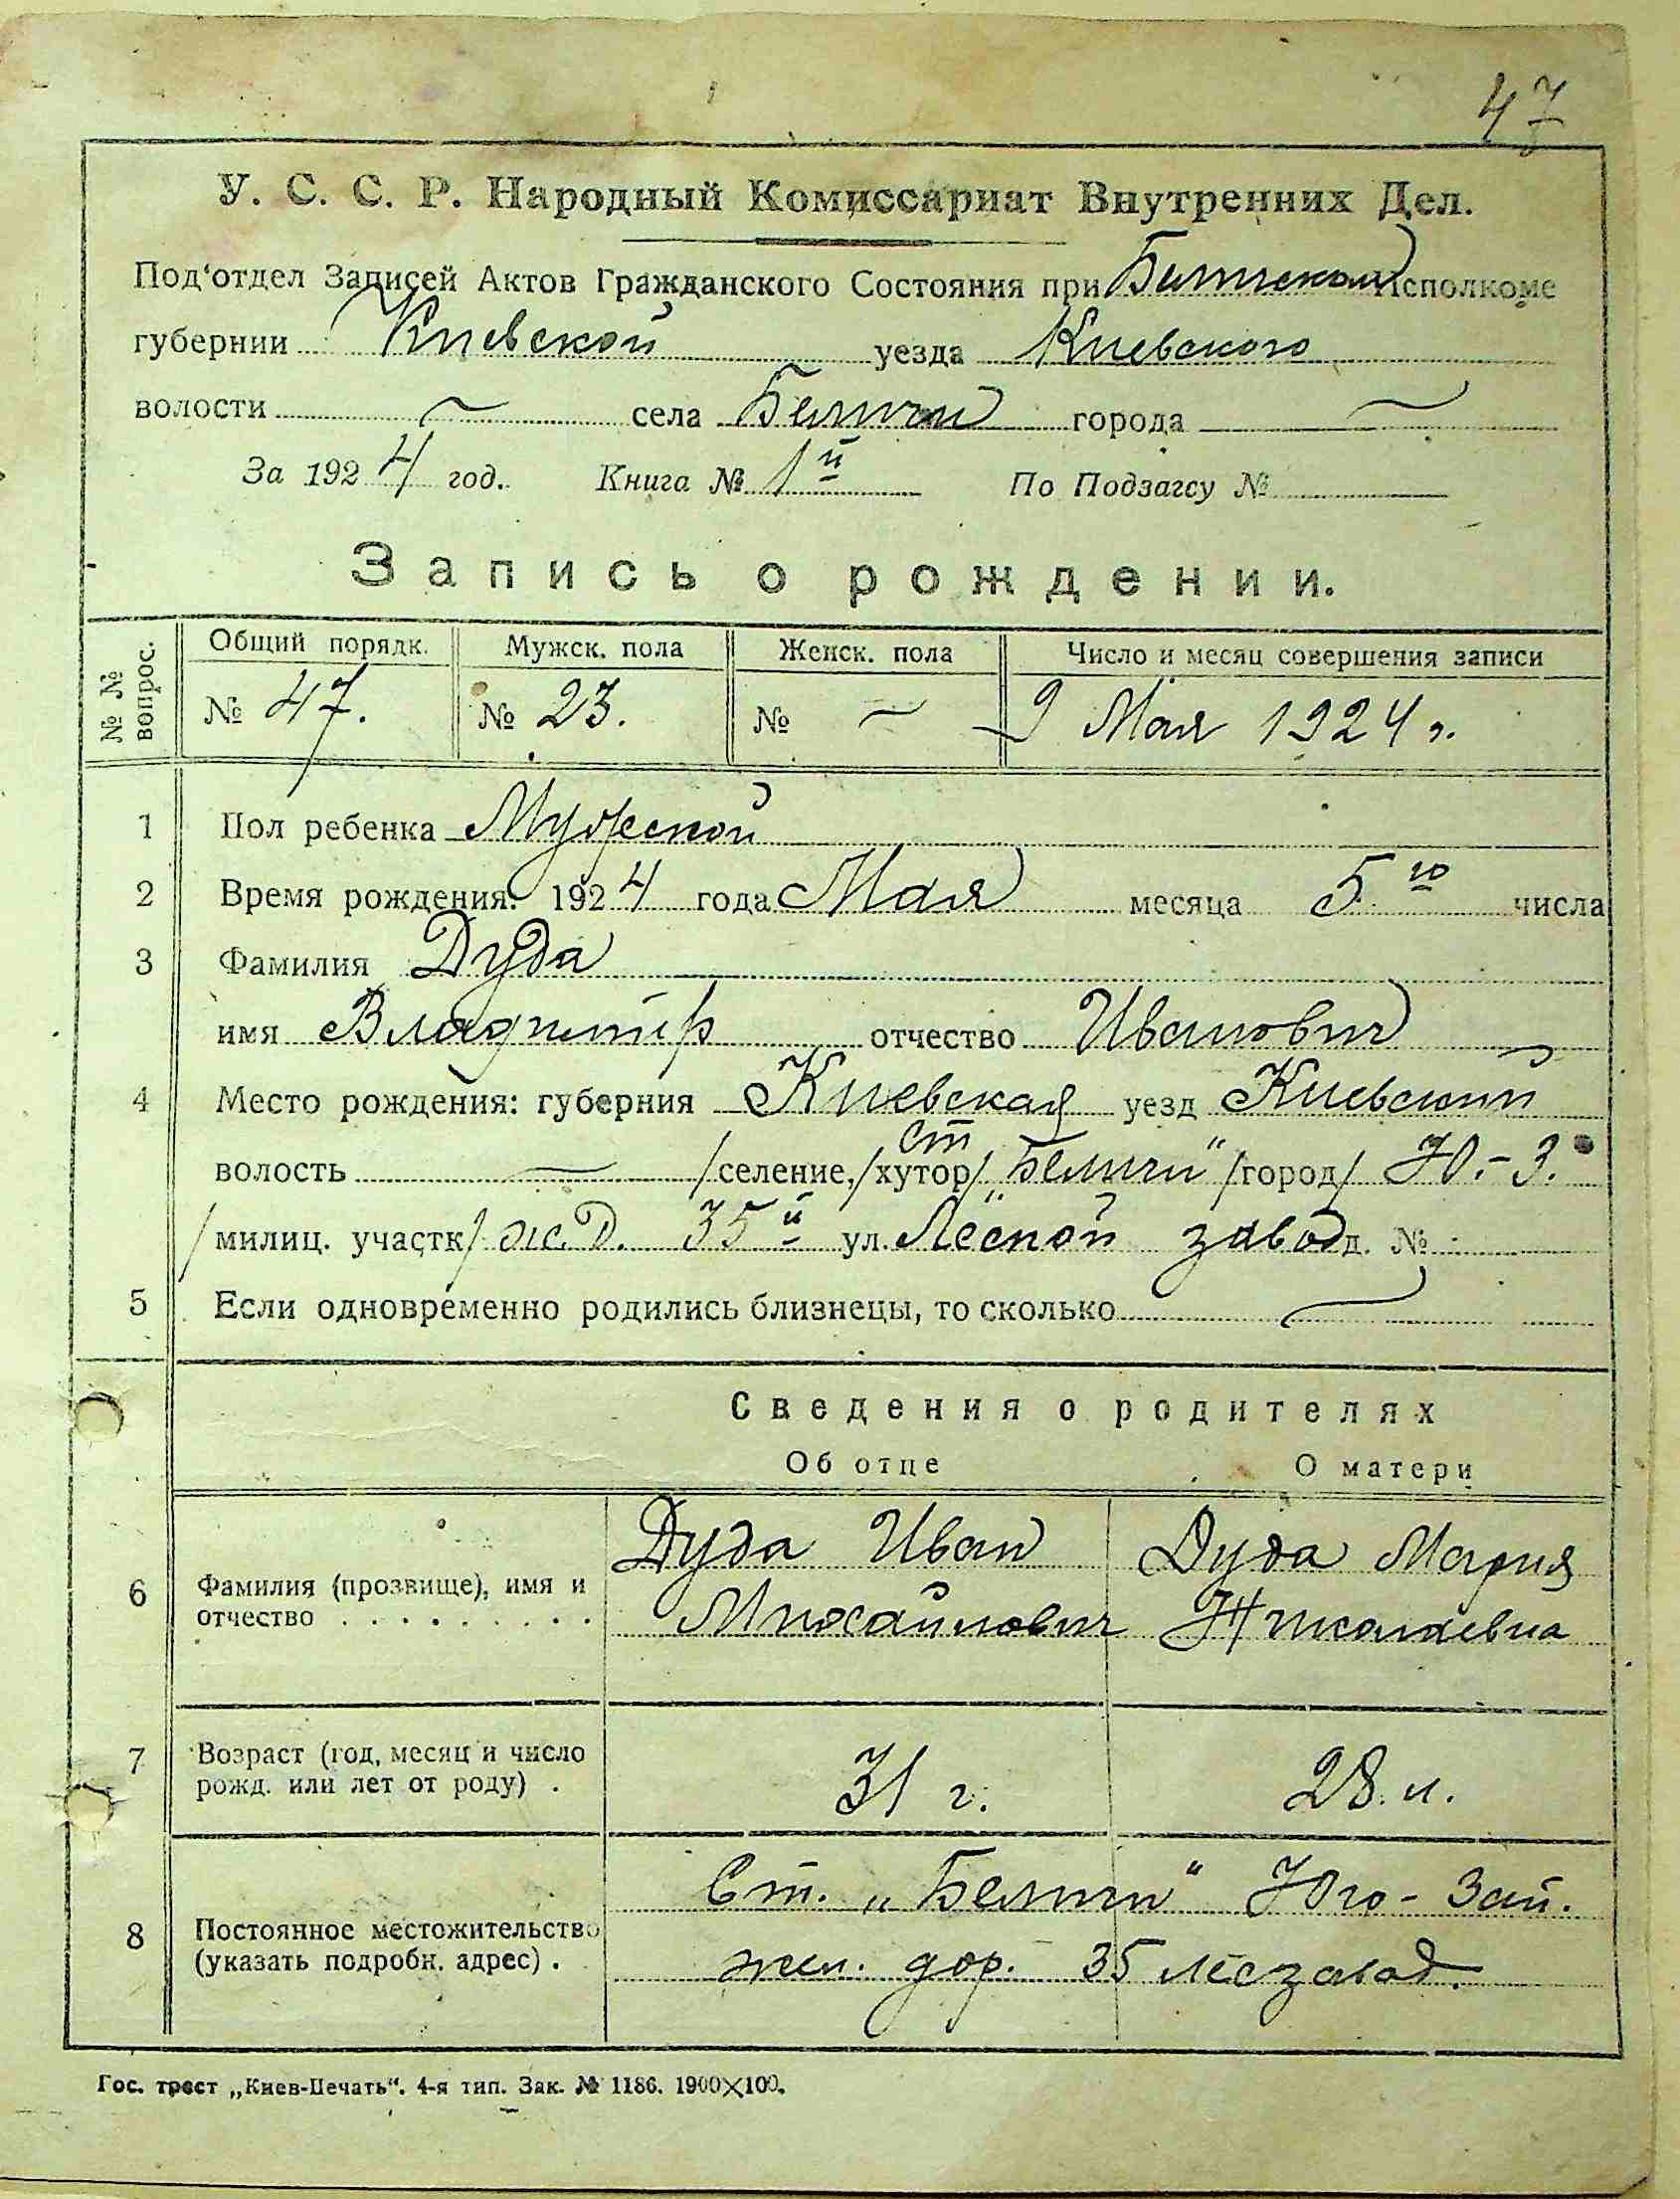 47
У. С. С. Р. Народный Комиссариат Внутренних Дел.
Под'отдел Записей Актов Гражданского Состояния при Беличском Исполкоме
губернии Киевской уезда Киевского
волости — села Беличи города —
За 1924 год. Книга № 1й По Подзагсу №
Запись о рождении.
№ № вопрос. Общий порядк. Мужск. пола Женск. пола Число и месяц совершения записи
№ 47. № 23. № — 9 Мая 1924 г.
1 Пол ребенка Мужеской
2 Время рождения: 1924 года Мая месяца 5го числа
3 Фамилия Дуда
имя Владимир отчество Иванович
4 Место рождения: губерния Киевская уезд Киевский
ст
волость — /селение,/хутор/ „Беличи“ /город/ Ю.-З.
/милиц. участк/ ж.д. 35й ул. Лесной завод д. №
5 Если одновременно родились близнецы, то сколько —
Сведения о родителях
Об отце О матери
Дуда Иван Дуда Мария
6 Фамилия (прозвище), имя и
отчество . . . . . . . . . Михайлович Николаевна
7 Возраст (год, месяц и число
рожд. или лет от роду) . 31 г. 28 л.
Ст. „Беличи“ Юго-Зап.
8 Постоянное местожительство
(указать подробн. адрес) . жел. дор. 35 лесзавод.
Гос. трест „Киев-Печать“. 4-я тип. Зак. № 1186. 1900×100.